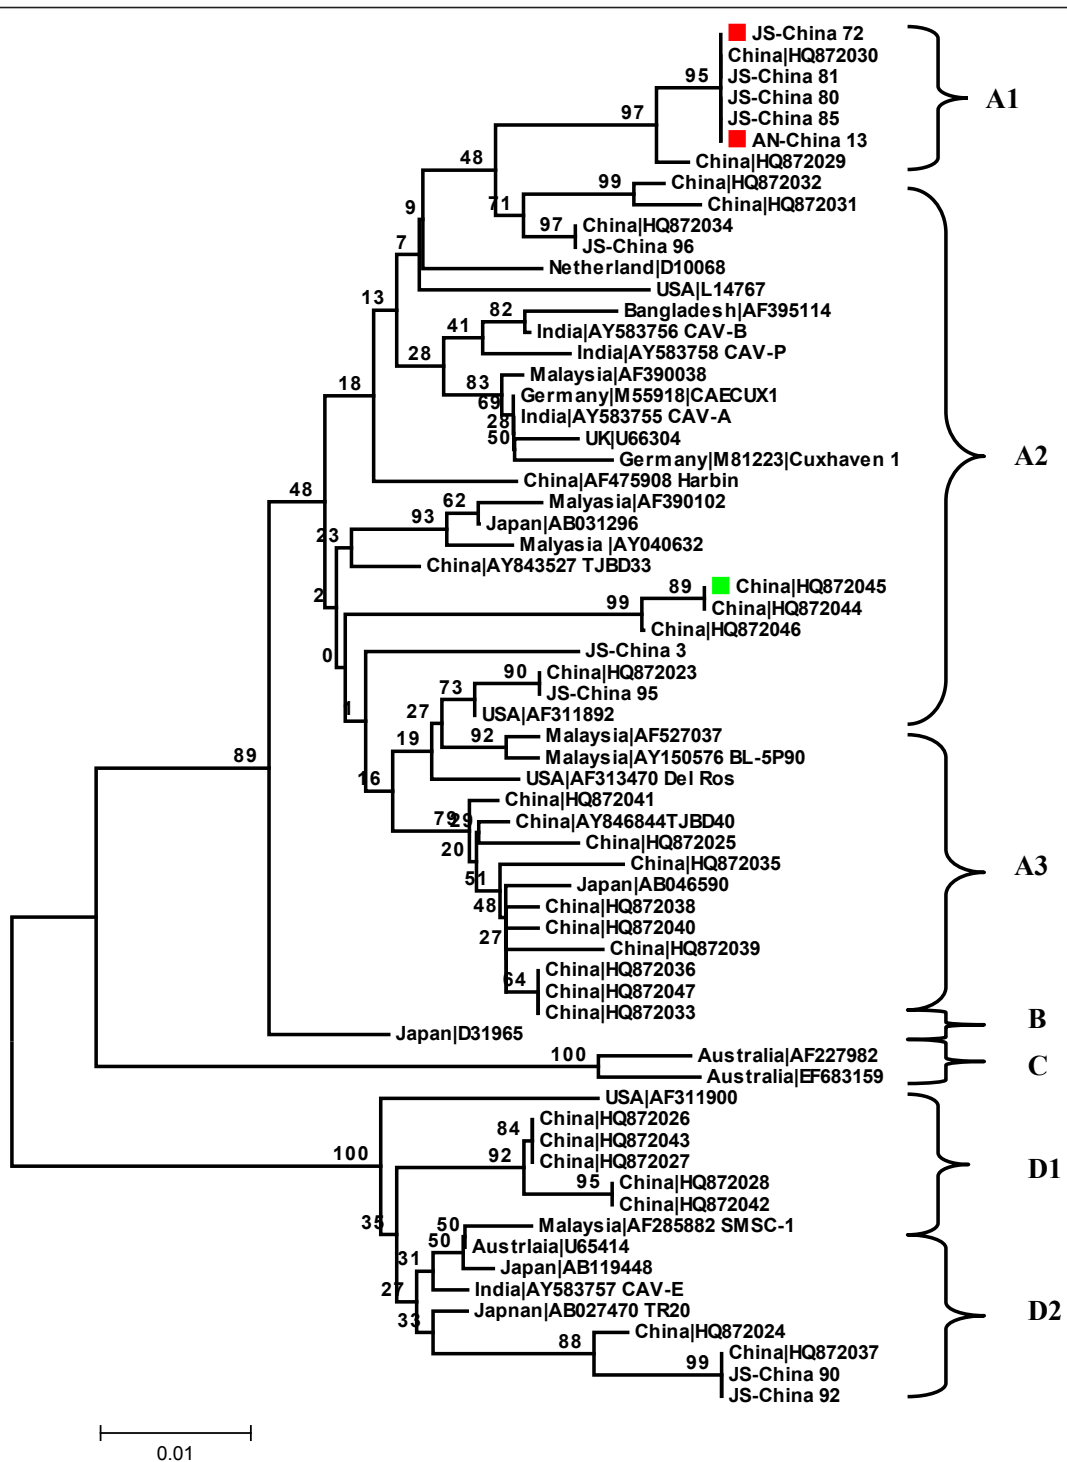 JS-China 72
China|HQ872030
95
JS-China 81
JS-China 80
A1
97
JS-China 85
AN-China 13
48
China|HQ872029
99
China|HQ872032
9
71
China|HQ872031
97
China|HQ872034
7
JS-China 96
Netherland|D10068
USA|L14767
13
82
Bangladesh|AF395114
41
India|AY583756 CAV-B
28
India|AY583758 CAV-P
18
83
Malaysia|AF390038
69
Germany|M55918|CAECUX1
28
India|AY583755 CAV-A
50
UK|U66304
Germany|M81223|Cuxhaven 1
A2
China|AF475908 Harbin
48
62
Malyasia|AF390102
93
Japan|AB031296
23
Malyasia |AY040632
China|AY843527 TJBD33
2
89
China|HQ872045
99
China|HQ872044
China|HQ872046
0
JS-China 3
90
China|HQ872023
73
JS-China 95
1
27
USA|AF311892
19
92
Malaysia|AF527037
89
Malaysia|AY150576 BL-5P90
16
USA|AF313470 Del Ros
China|HQ872041
79
29
China|AY846844TJBD40
20
China|HQ872025
51
China|HQ872035
A3
Japan|AB046590
48
China|HQ872038
China|HQ872040
27
China|HQ872039
64
China|HQ872036
China|HQ872047
China|HQ872033
B
Japan|D31965
100
Australia|AF227982
C
Australia|EF683159
USA|AF311900
84
China|HQ872026
China|HQ872043
100
92
China|HQ872027
D1
95
China|HQ872028
China|HQ872042
35
50
Malaysia|AF285882 SMSC-1
50
Austrlaia|U65414
31
Japan|AB119448
27
India|AY583757 CAV-E
33
Japnan|AB027470 TR20
D2
China|HQ872024
88
China|HQ872037
99
JS-China 90
JS-China 92
0.01